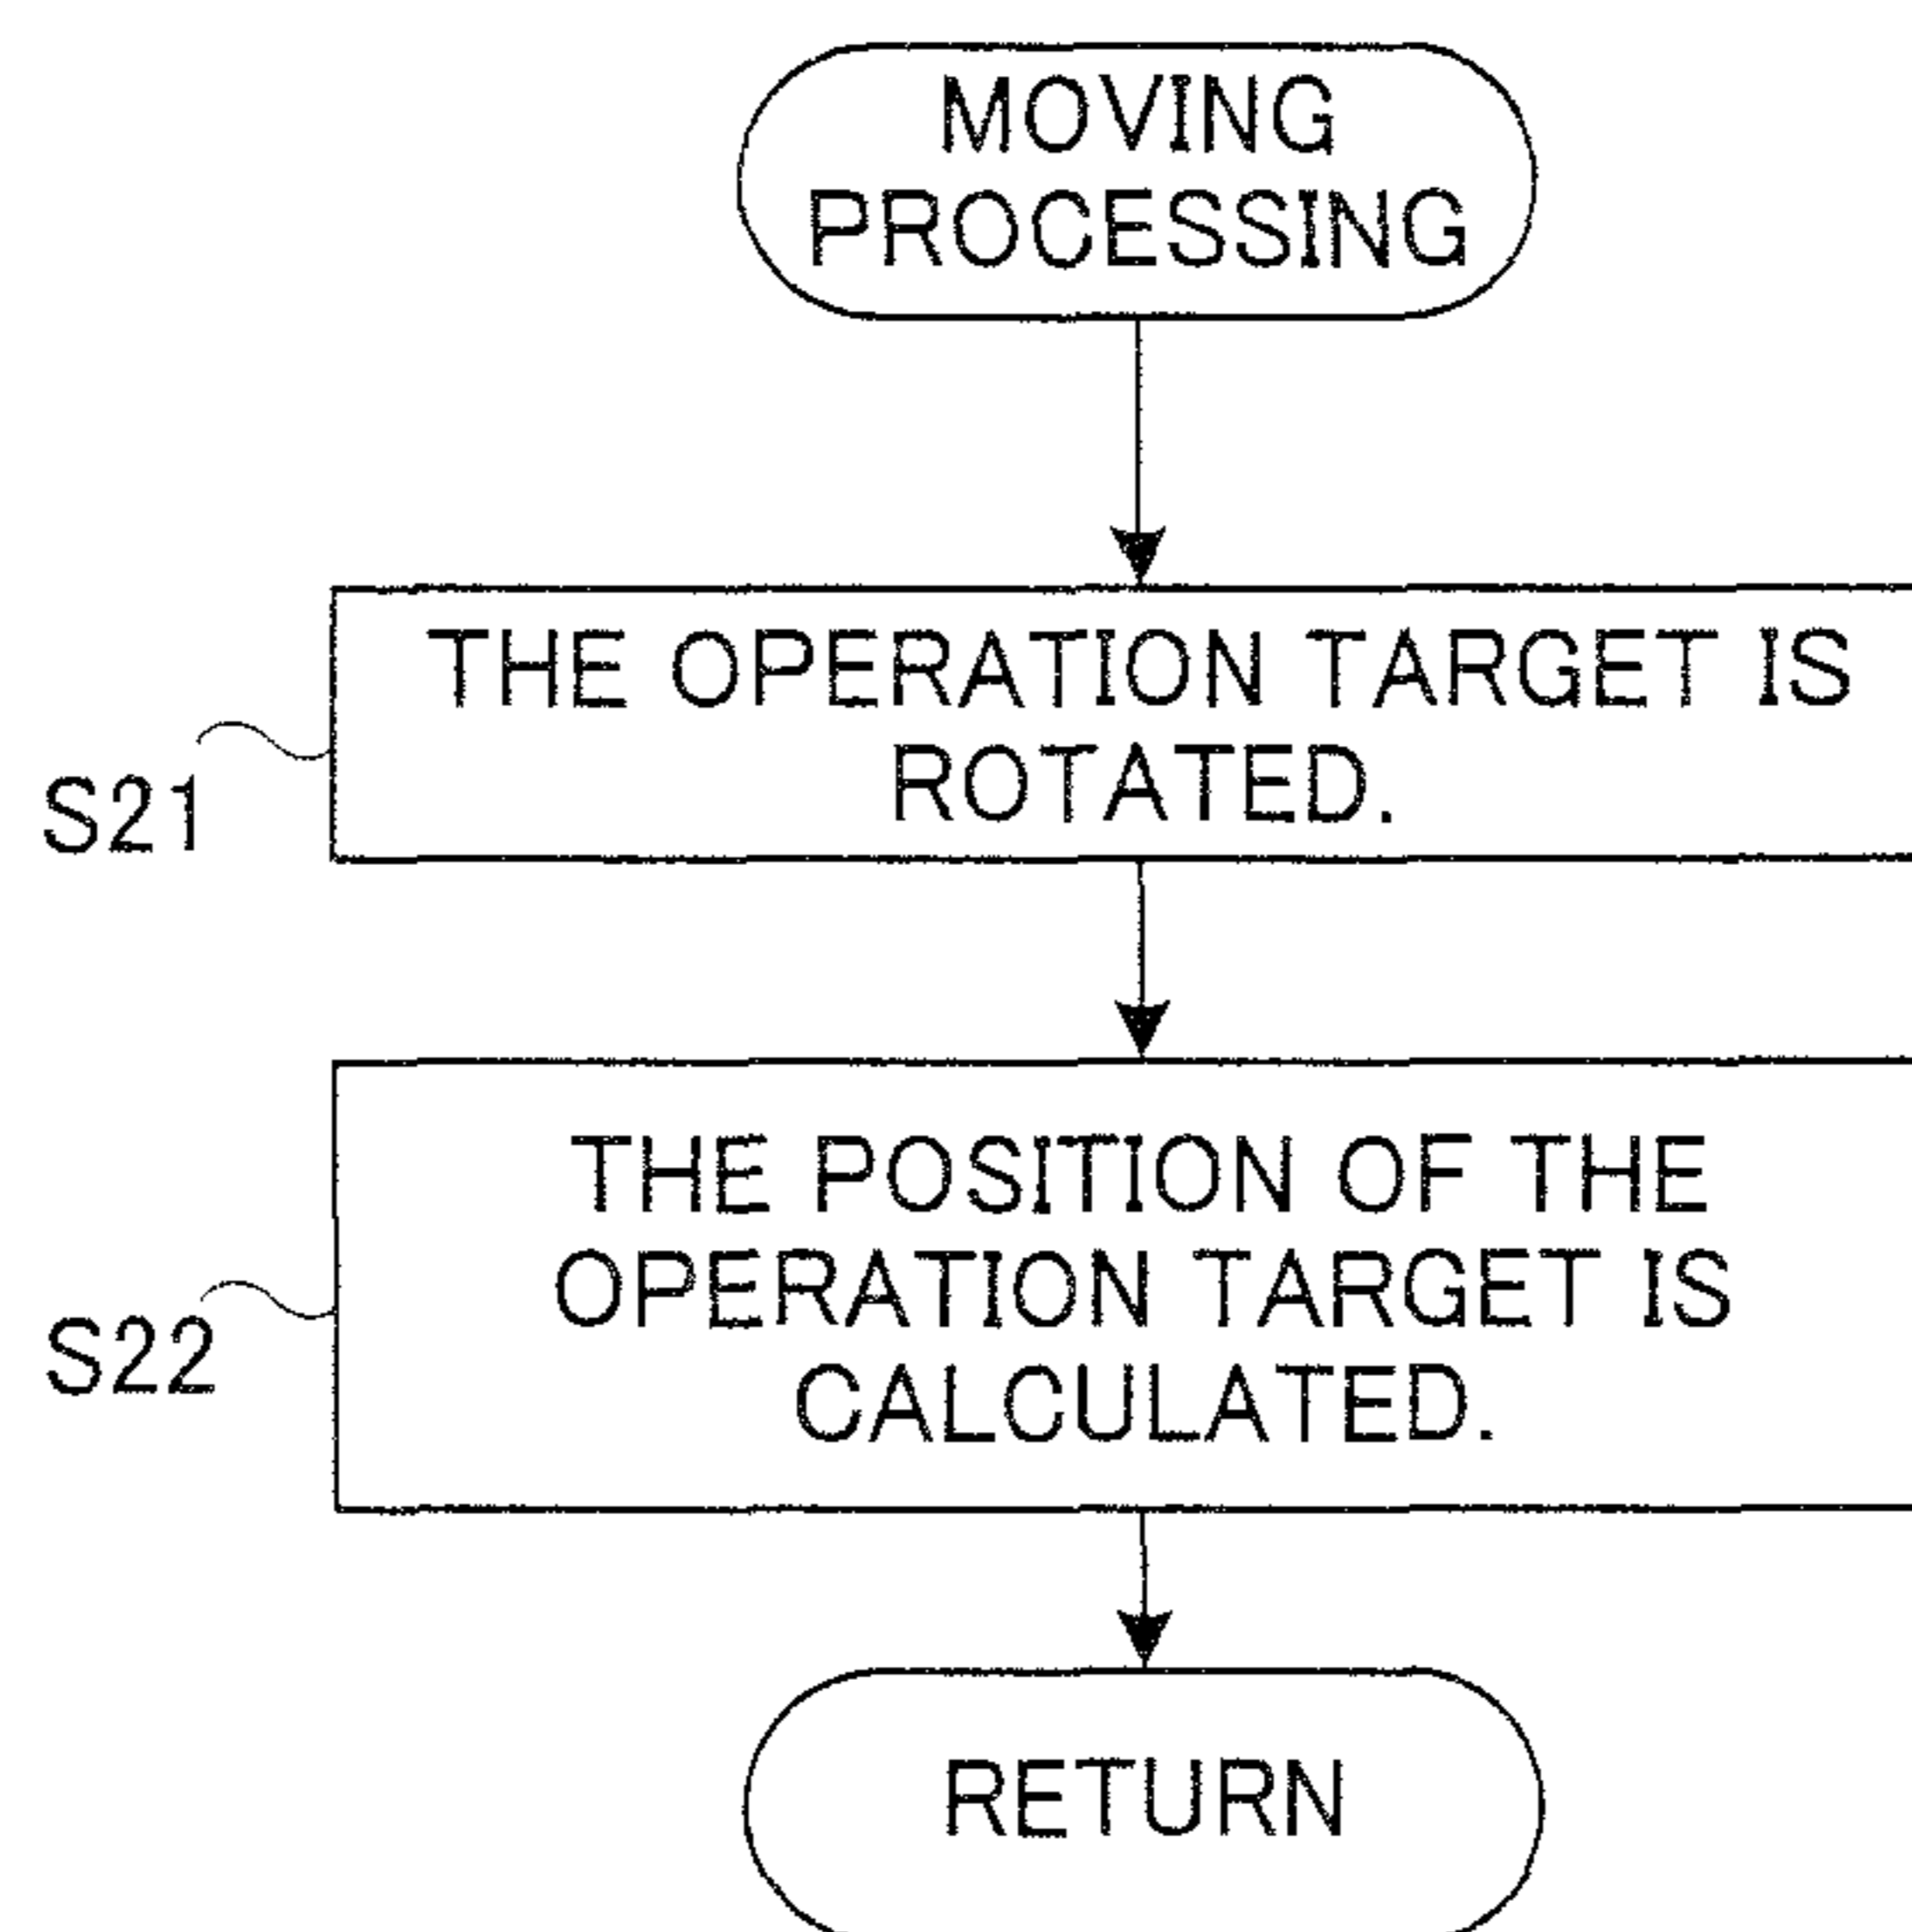 MOVING
PROCESSING
THE OPERATION TARGET IS
ROTATED.
S21
THE POSITION OF THE
OPERATION TARGET IS
CALCULATED.
S22
RETURN